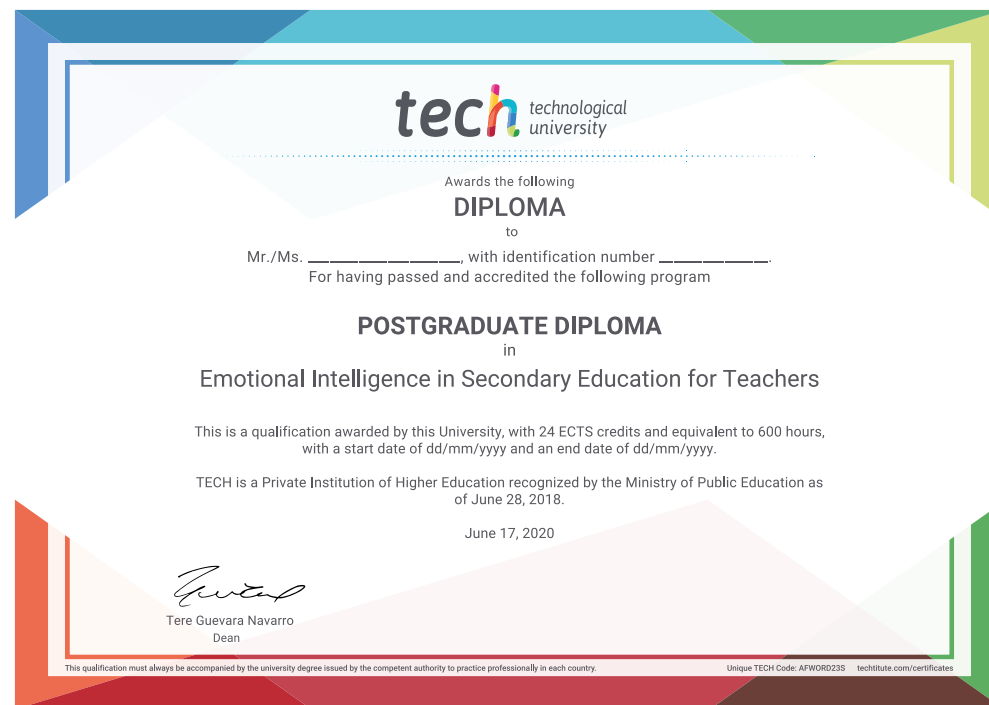 tech technological
university
Awards the following
DIPLOMA
to
Mr./Ms. ____________________, with identification number ______________.
For having passed and accredited the following program
POSTGRADUATE DIPLOMA
in
Emotional Intelligence in Secondary Education for Teachers
This is a qualification awarded by this University, with 24 ECTS credits and equivalent to 600 hours,
with a start date of dd/mm/yyyy and an end date of dd/mm/yyyy.
TECH is a Private Institution of Higher Education recognized by the Ministry of Public Education as
of June 28, 2018.
June 17, 2020
Tere Guevara Navarro
Dean
This qualification must always be accompanied by the university degree issued by the competent authority to practice professionally in each country.
Unique TECH Code: AFWORD23S techtitute.com/certificates